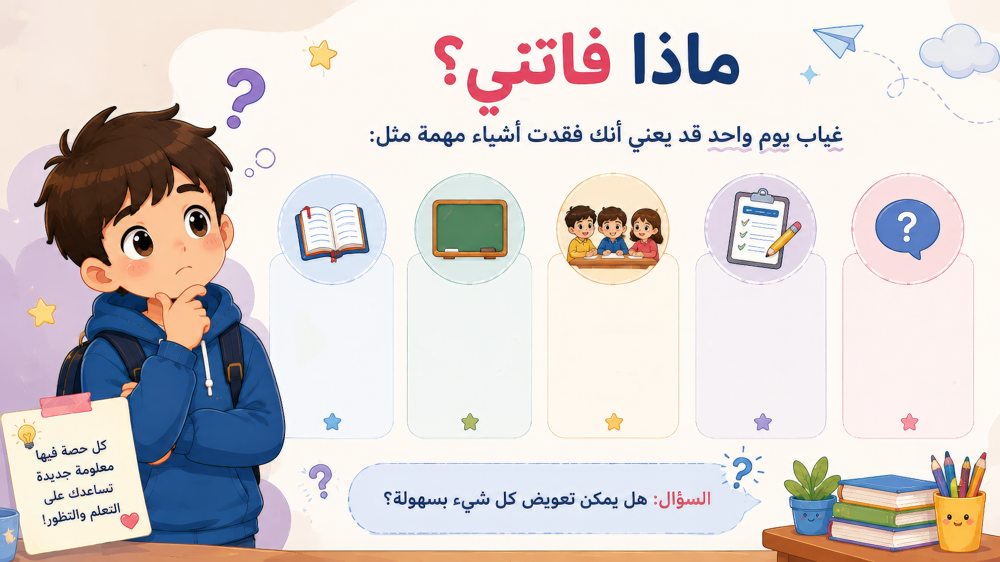 ماذا فاتني؟
غياب يوم واحد قد يعني أنك فقدت أشياء مهمة مثل:
كل حصة فيها
معلومة جديدة
تساعدك على
التعلم والتظور!
السؤال: هل يمكن تعويض كل شيء بسهولة؟